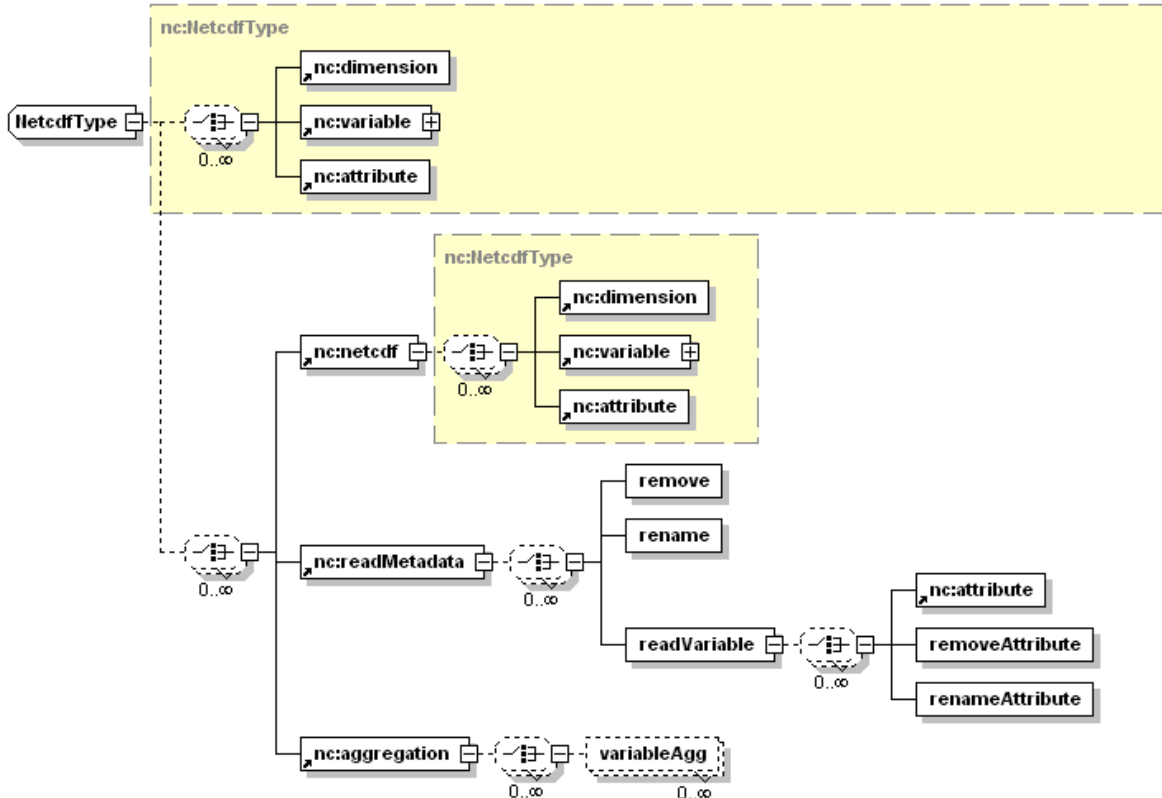 nc:NetcdfType
nc:dimension
NetcdfType
nc:variable
0..∞
nc:attribute
nc:NetcdfType
nc:dimension
nc:netcdf
nc:variable
0..∞
nc:attribute
remove
rename
nc:readMetadata
0..∞
0..∞
nc:attribute
readVariable
removeAttribute
0..∞
renameAttribute
nc:aggregation
variableAgg
0..∞
0..∞